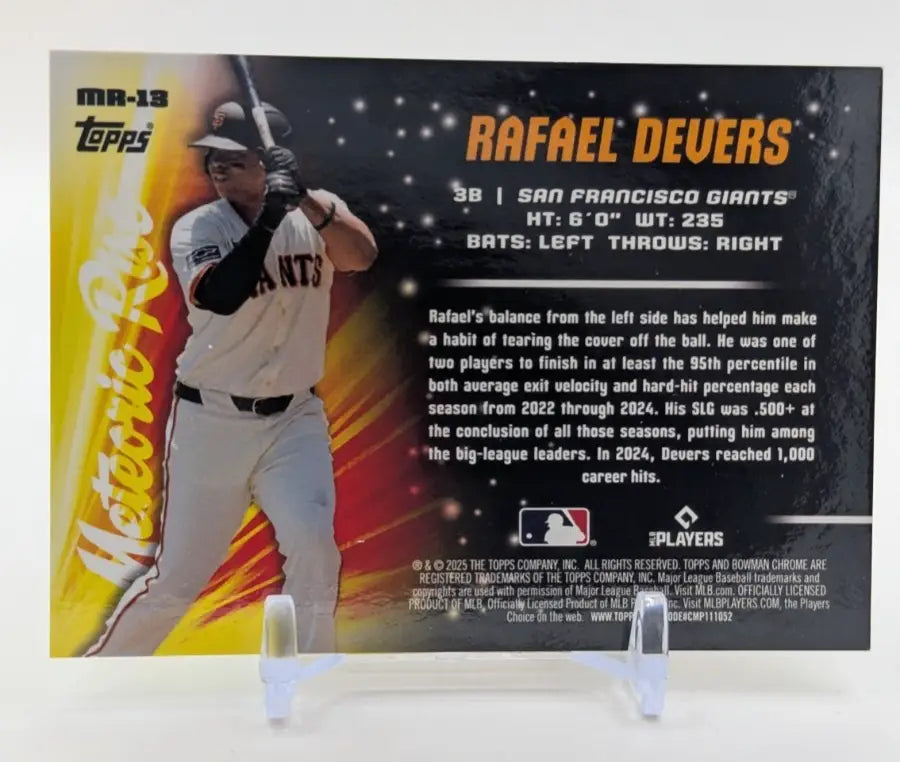 MR-13
Topps
Meteoric Rise
GIANTS
RAFAEL DEVERS
3B | SAN FRANCISCO GIANTS®
HT: 6'0" WT: 235
BATS: LEFT THROWS: RIGHT
Rafael's balance from the left side has helped him make
a habit of tearing the cover off the ball. He was one of
two players to finish in at least the 95th percentile in
both average exit velocity and hard-hit percentage each
season from 2022 through 2024. His SLG was .500+ at
the conclusion of all those seasons, putting him among
the big-league leaders. In 2024, Devers reached 1,000
career hits.
MLB PLAYERS
® & © 2025 THE TOPPS COMPANY, INC. ALL RIGHTS RESERVED. TOPPS AND BOWMAN CHROME ARE
REGISTERED TRADEMARKS OF THE TOPPS COMPANY, INC. Major League Baseball trademarks and
copyrights are used with permission of Major League Baseball. Visit MLB.com. OFFICIALLY LICENSED
PRODUCT OF MLB Officially Licensed Product of MLB Inc. Visit MLBPLAYERS.COM, the Players
Choice on the web. WWW.TOPP ODE#CMP111052